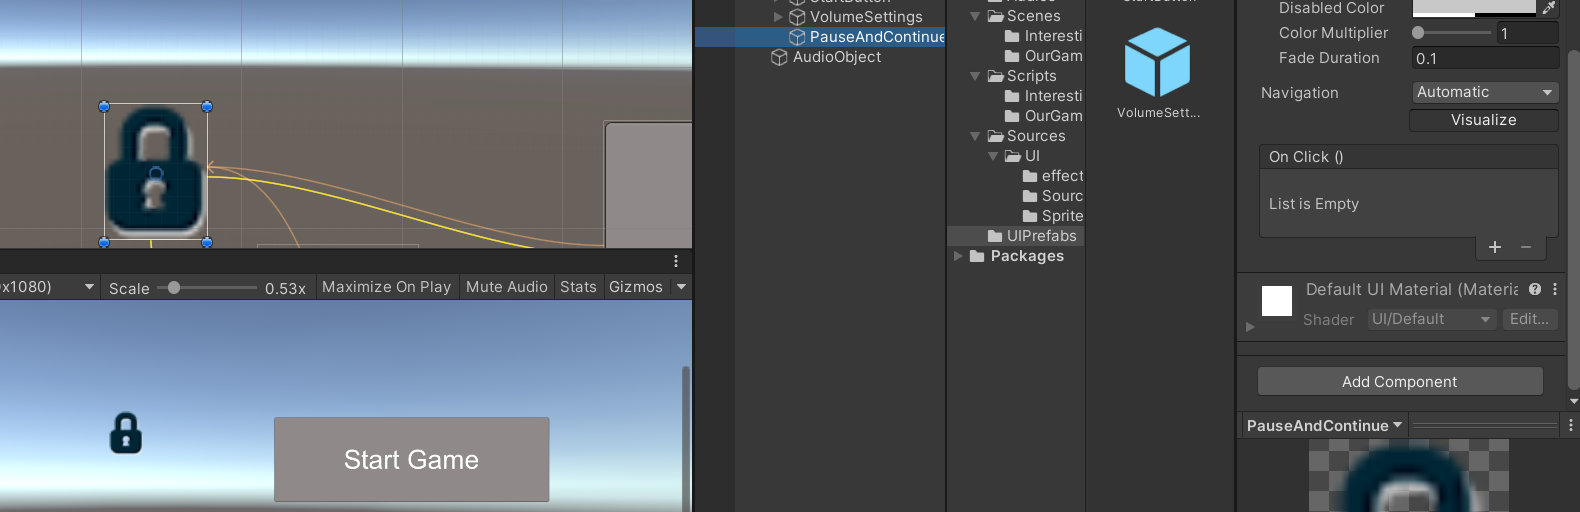 VolumeSettings
PauseAndContinue
AudioObject
x1080)
Scale
0.53x
Maximize On Play
Mute Audio
Stats
Gizmos
Start Game
Scenes
Interesti
OurGam
Scripts
Interesti
OurGam
Sources
UI
effect
Sourc
Sprite
UIPrefabs
Packages
VolumeSett...
Disabled Color
Color Multiplier
1
Fade Duration
0.1
Navigation
Automatic
Visualize
On Click ()
List is Empty
+
−
Default UI Material (Materia
Shader
UI/Default
Edit...
Add Component
PauseAndContinue